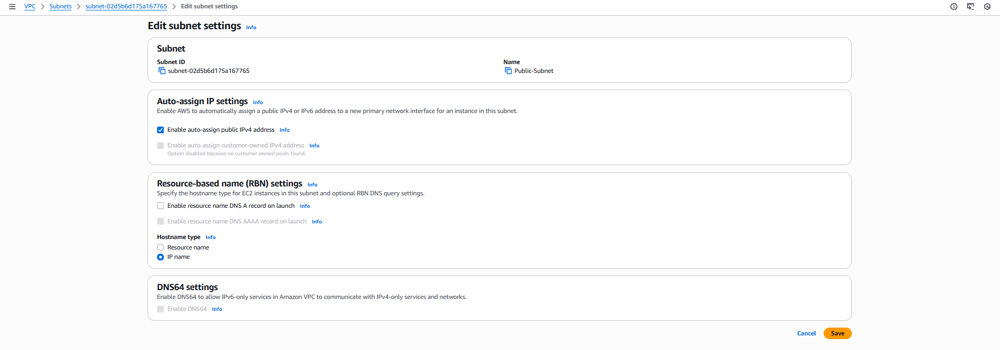 VPC > Subnets > subnet-02d5b6d175a167765 > Edit subnet settings
Edit subnet settings Info
Subnet
Subnet ID
subnet-02d5b6d175a167765
Name
Public-Subnet
Auto-assign IP settings Info
Enable AWS to automatically assign a public IPv4 or IPv6 address to a new primary network interface for an instance in this subnet.
Enable auto-assign public IPv4 address Info
Enable auto-assign customer-owned IPv4 address Info
Option disabled because no customer owned pools found.
Resource-based name (RBN) settings Info
Specify the hostname type for EC2 instances in this subnet and optional RBN DNS query settings.
Enable resource name DNS A record on launch Info
Enable resource name DNS AAAA record on launch Info
Hostname type Info
Resource name
IP name
DNS64 settings
Enable DNS64 to allow IPv6-only services in Amazon VPC to communicate with IPv4-only services and networks.
Enable DNS64 Info
Cancel Save